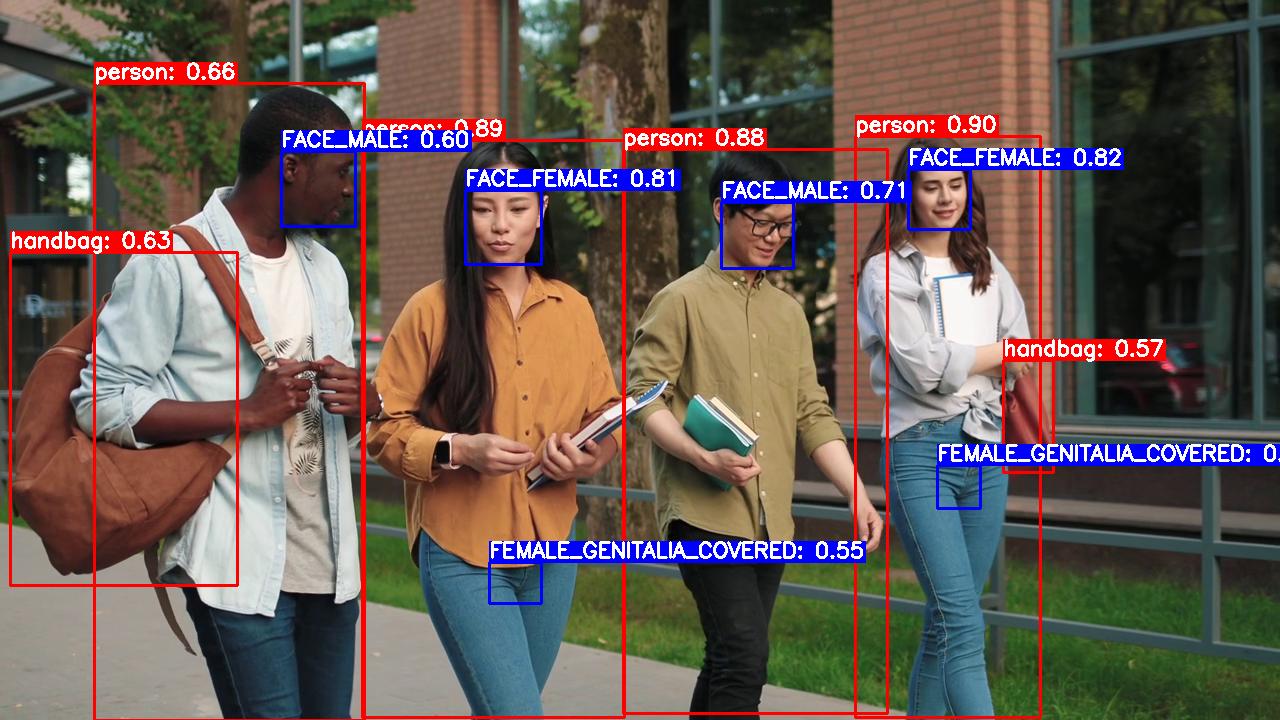 person: 0.66
person: 0.89
FACE_MALE: 0.60
person: 0.88
person: 0.90
FACE_FEMALE: 0.82
FACE_FEMALE: 0.81
FACE_MALE: 0.71
handbag: 0.63
handbag: 0.57
FEMALE_GENITALIA_COVERED: 0.
FEMALE_GENITALIA_COVERED: 0.55